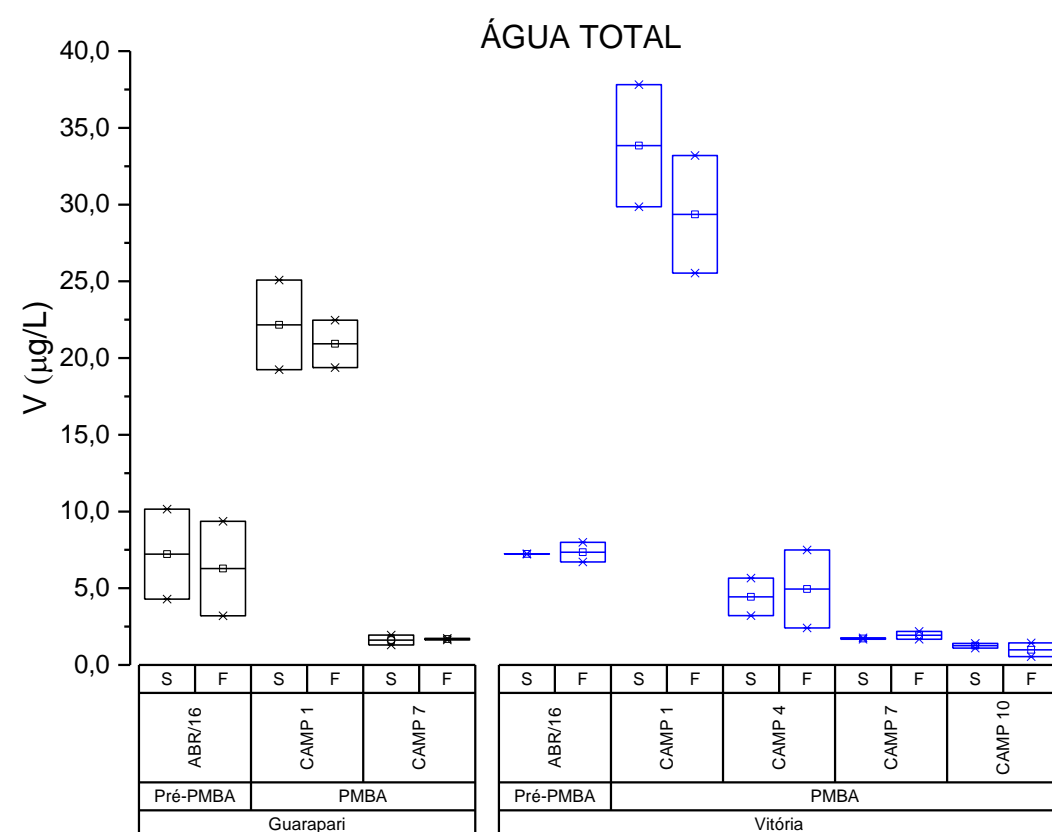 ÁGUA TOTAL
V (µg/L)
40,0
35,0
30,0
25,0
20,0
15,0
10,0
5,0
0,0
S F S F S F S F S F S F S F S F
ABR/16 CAMP 1 CAMP 7 ABR/16 CAMP 1 CAMP 4 CAMP 7 CAMP 10
Pré-PMBA PMBA Pré-PMBA PMBA
Guarapari Vitória